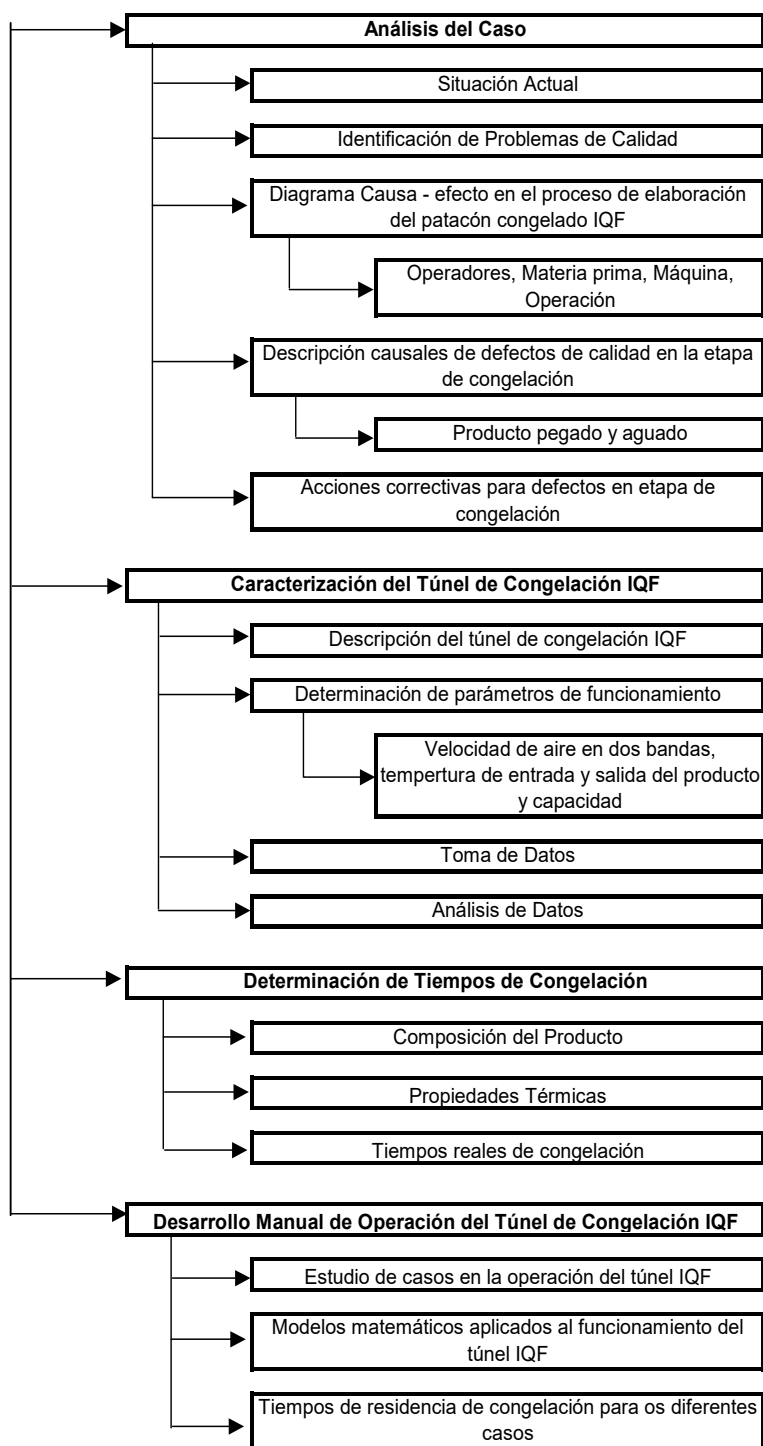 Análisis del Caso
Situación Actual
Identificación de Problemas de Calidad
Diagrama Causa - efecto en el proceso de elaboración
del patacón congelado IQF
Operadores, Materia prima, Máquina,
Operación
Descripción causales de defectos de calidad en la etapa
de congelación
Producto pegado y aguado
Acciones correctivas para defectos en etapa de
congelación
Caracterización del Túnel de Congelación IQF
Descripción del túnel de congelación IQF
Determinación de parámetros de funcionamiento
Velocidad de aire en dos bandas,
tempertura de entrada y salida del producto
y capacidad
Toma de Datos
Análisis de Datos
Determinación de Tiempos de Congelación
Composición del Producto
Propiedades Térmicas
Tiempos reales de congelación
Desarrollo Manual de Operación del Túnel de Congelación IQF
Estudio de casos en la operación del túnel IQF
Modelos matemáticos aplicados al funcionamiento del
túnel IQF
Tiempos de residencia de congelación para os diferentes
casos